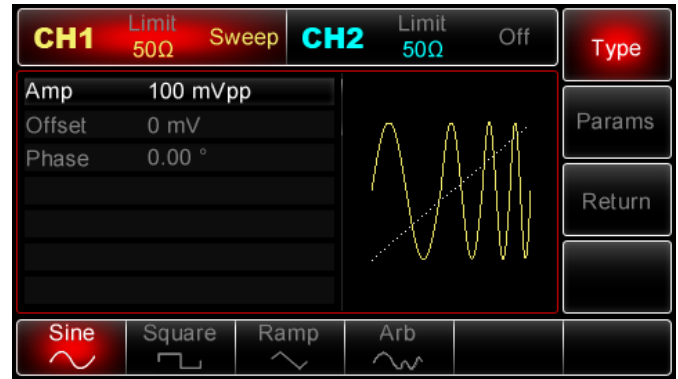 CH1 Limit 50Ω Sweep CH2 Limit 50Ω Off
Type
Amp 100 mVpp
Offset 0 mV
Phase 0.00 °
Params
Return
Sine Square Ramp Arb